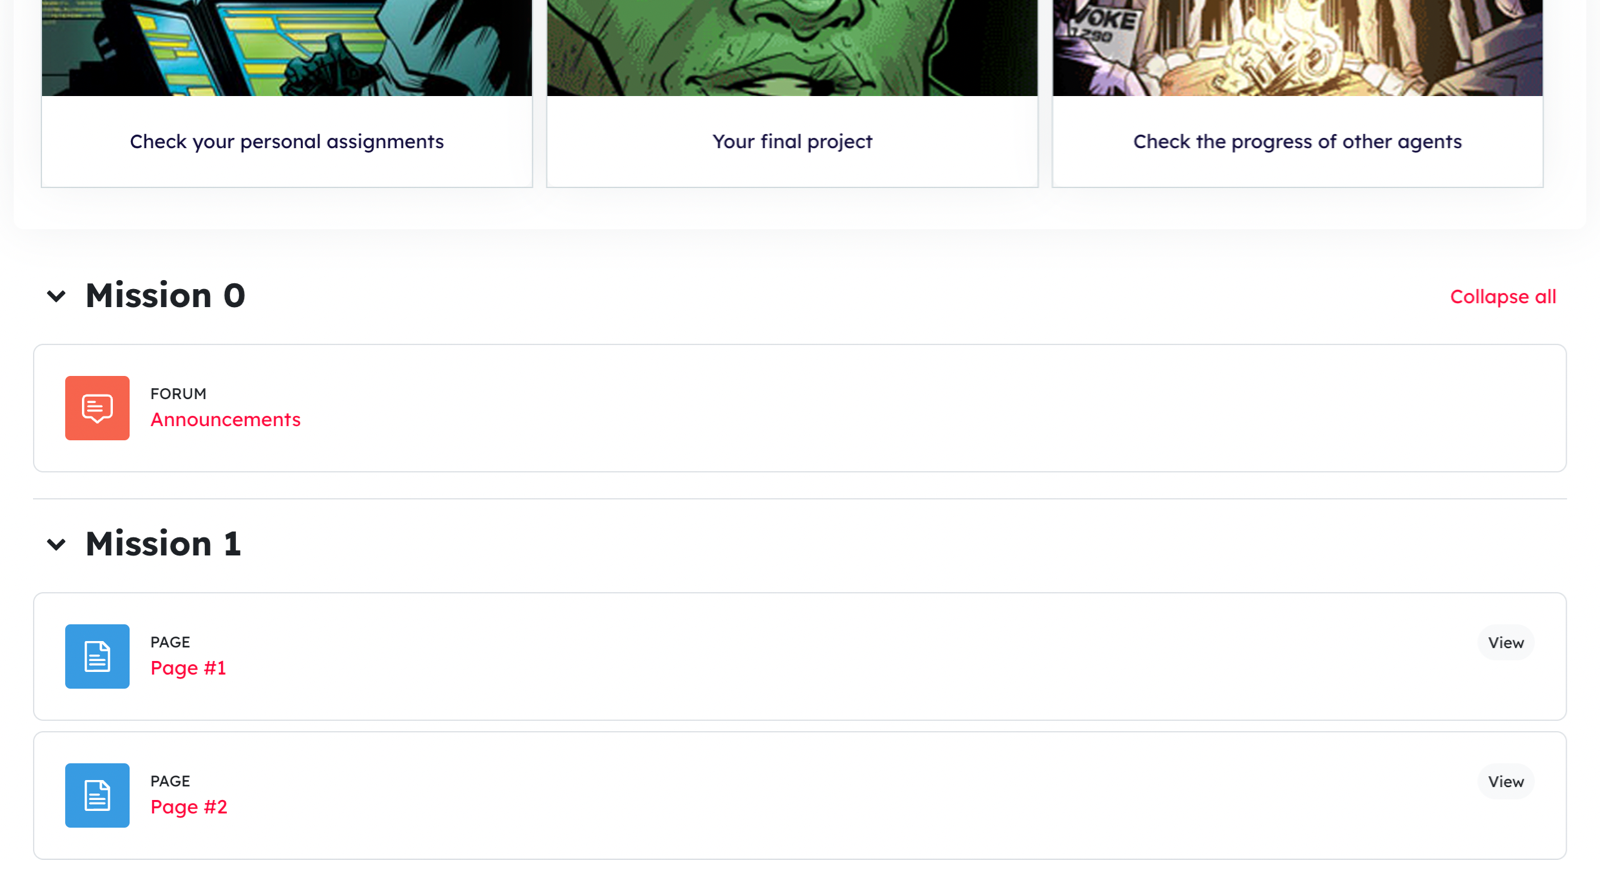 VOKE
1290
Check your personal assignments
Your final project
Check the progress of other agents
Mission 0
Collapse all
FORUM
Announcements
Mission 1
PAGE
Page #1
View
PAGE
Page #2
View